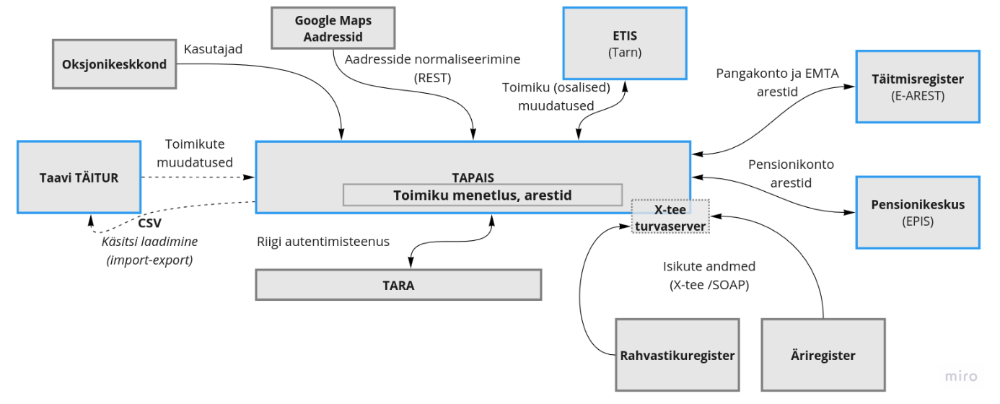 Google Maps
Aadressid
Oksjonikeskkond
Kasutajad
Aadresside normaliseerimine
(REST)
ETIS
(Tarn)
Toimiku (osalised)
muudatused
Pangakonto ja EMTA
arestid
Täitmisregister
(E-AREST)
Taavi TÄITUR
Toimikute
muudatused
TAPAIS
Toimiku menetlus, arestid
Pensionikonto
arestid
Pensionikeskus
(EPIS)
X-tee
turvaserver
CSV
Käsitsi laadimine
(import-export)
Riigi autentimisteenus
TARA
Isikute andmed
(X-tee /SOAP)
Rahvastikuregister
Äriregister
miro